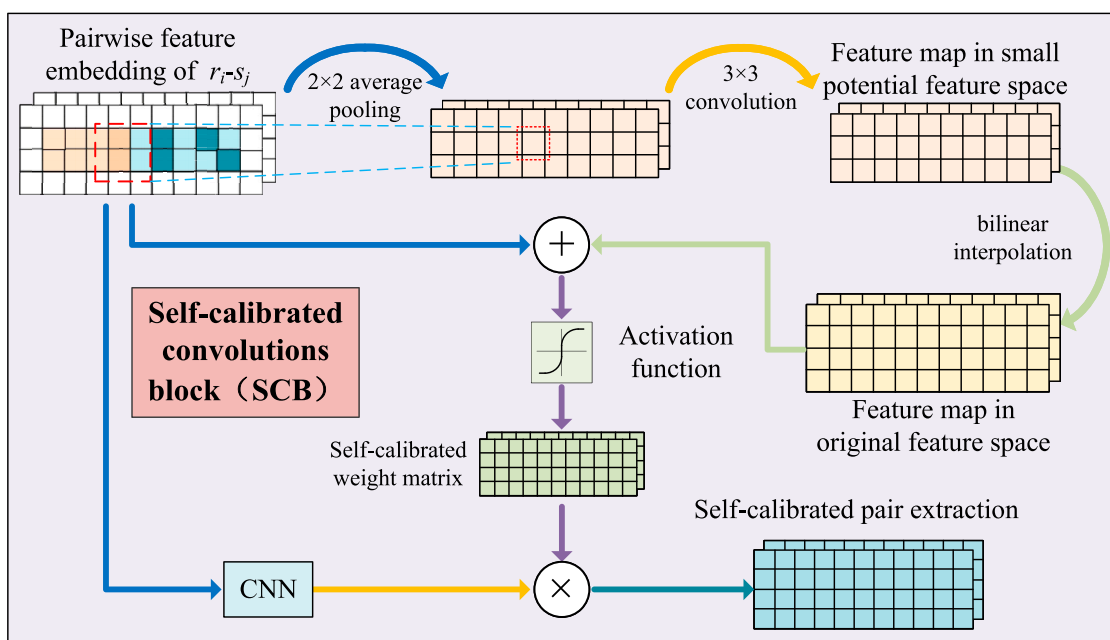 Pairwise feature
embedding of r_i-s_j
2×2 average
pooling
3×3
convolution
Feature map in small
potential feature space
bilinear
interpolation
+
Self-calibrated
convolutions
block（SCB）
Activation
function
Feature map in
original feature space
Self-calibrated
weight matrix
Self-calibrated pair extraction
CNN
×